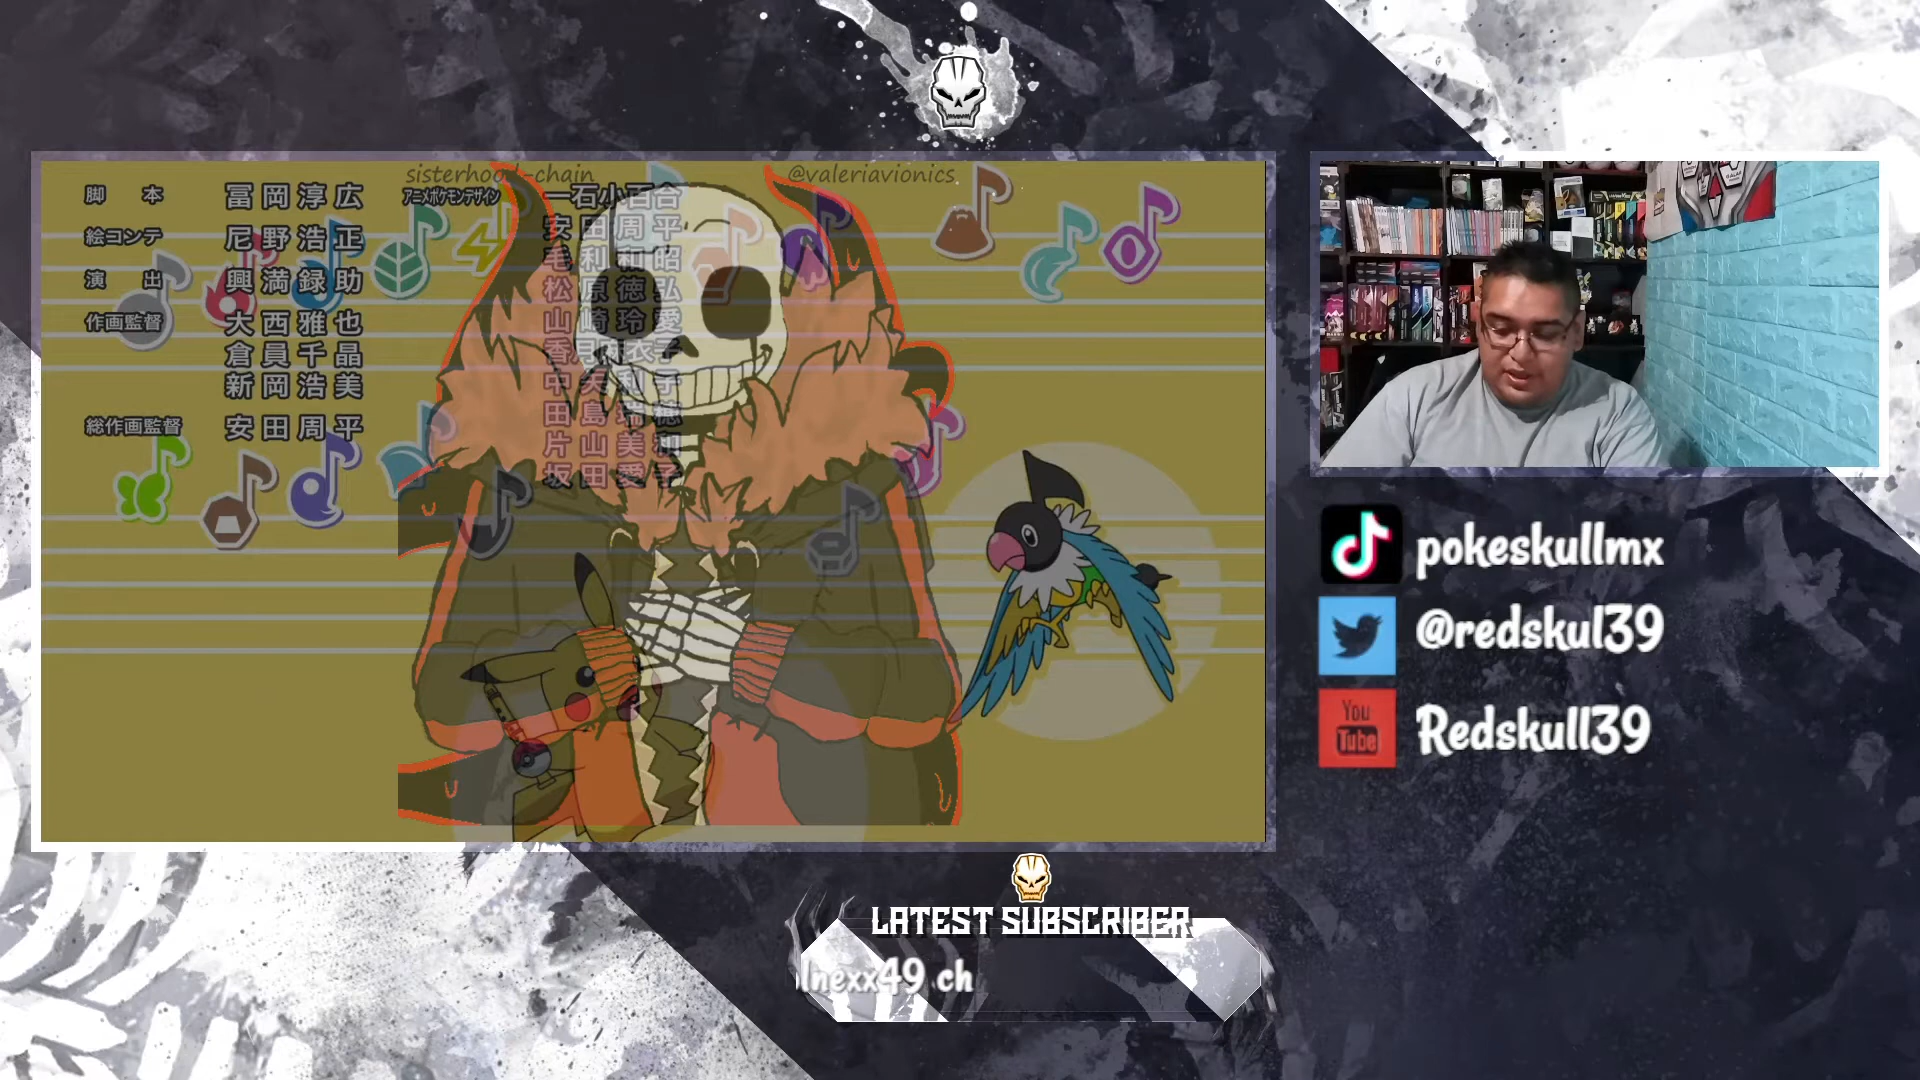 sisterhood-chain
@valeriavionics
脚本 冨岡淳広
アニメポケモンデザイン 一石小百合
絵コンテ 尼野浩正
安田周平
演出 興満録助
毛利和昭
松原徳弘
作画監督 大西雅也
山崎玲愛
倉員千晶
新岡浩美
総作画監督 安田周平
田島瑞穂
片山美和
坂田愛子
pokeskullmx
@redskul39
You
Tube
Redskull39
LATEST SUBSCRIBER
lnexx49 ch